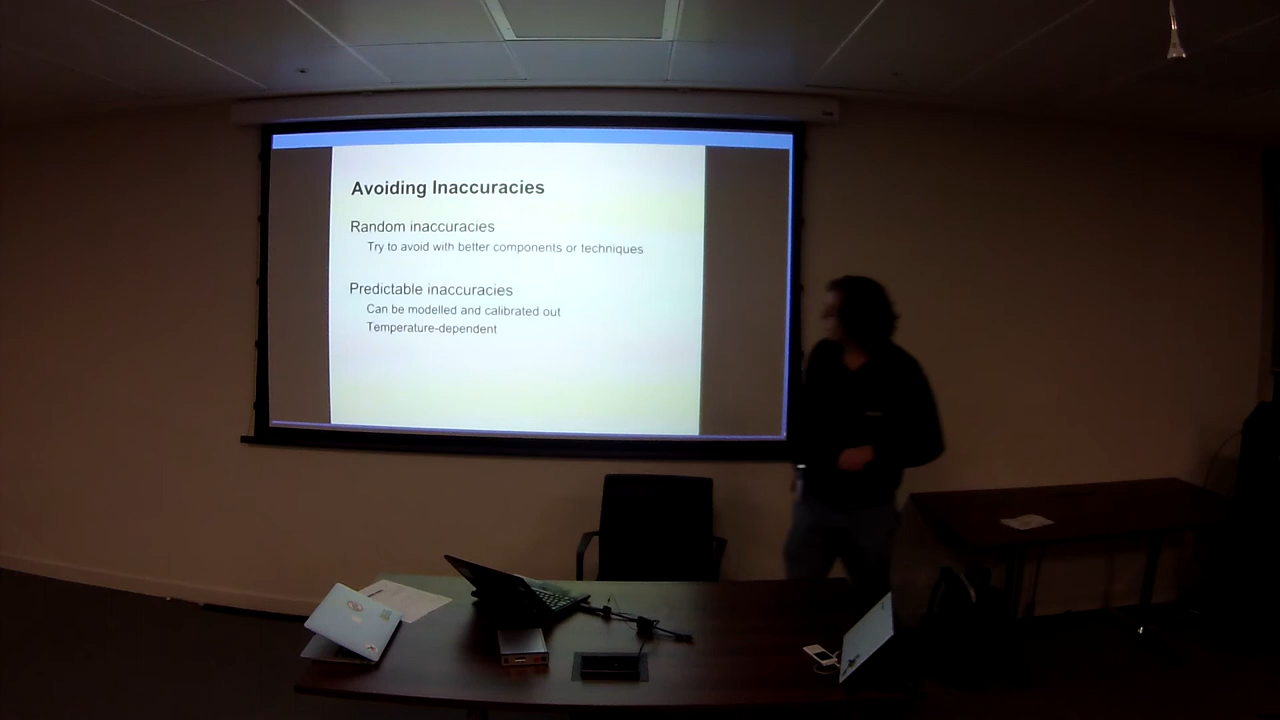 Avoiding Inaccuracies
Random inaccuracies
Try to avoid with better components or techniques
Predictable inaccuracies
Can be modelled and calibrated out
Temperature-dependent